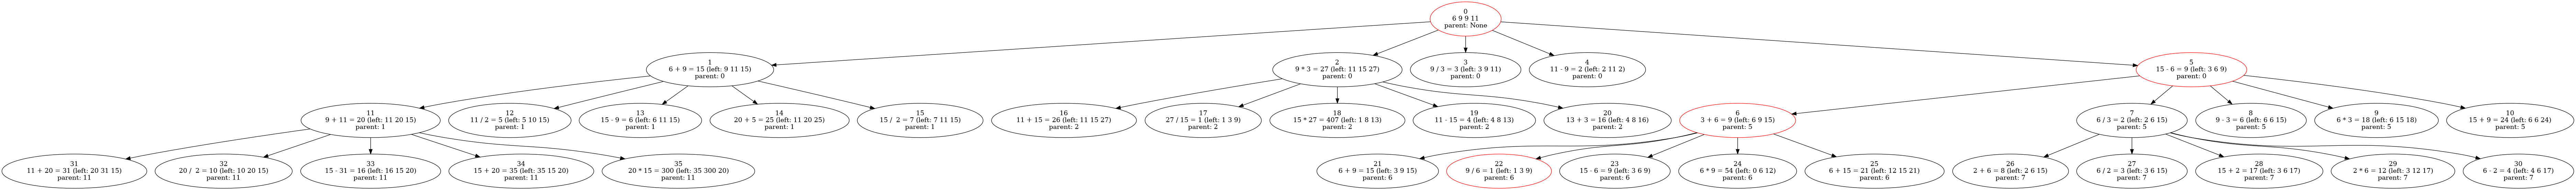 0
6 9 9 11
parent: None
1
6 + 9 = 15 (left: 9 11 15)
parent: 0
2
9 * 3 = 27 (left: 11 15 27)
parent: 0
3
9 / 3 = 3 (left: 3 9 11)
parent: 0
4
11 - 9 = 2 (left: 2 11 2)
parent: 0
5
15 - 6 = 9 (left: 3 6 9)
parent: 0
11
9 + 11 = 20 (left: 11 20 15)
parent: 1
12
11 / 2 = 5 (left: 5 10 15)
parent: 1
13
15 - 9 = 6 (left: 6 11 15)
parent: 1
14
20 + 5 = 25 (left: 11 20 25)
parent: 1
15
15 / 2 = 7 (left: 7 11 15)
parent: 1
16
11 + 15 = 26 (left: 11 15 27)
parent: 2
17
27 / 15 = 1 (left: 1 3 9)
parent: 2
18
15 * 27 = 407 (left: 1 8 13)
parent: 2
19
11 - 15 = 4 (left: 4 8 13)
parent: 2
20
13 + 3 = 16 (left: 4 8 16)
parent: 2
6
3 + 6 = 9 (left: 6 9 15)
parent: 5
7
6 / 3 = 2 (left: 2 6 15)
parent: 5
8
9 - 3 = 6 (left: 6 6 15)
parent: 5
9
6 * 3 = 18 (left: 6 15 18)
parent: 5
10
15 + 9 = 24 (left: 6 6 24)
parent: 5
31
11 + 20 = 31 (left: 20 31 15)
parent: 11
32
20 / 2 = 10 (left: 10 20 15)
parent: 11
33
15 - 31 = 16 (left: 16 15 20)
parent: 11
34
15 + 20 = 35 (left: 35 15 20)
parent: 11
35
20 * 15 = 300 (left: 35 300 20)
parent: 11
21
6 + 9 = 15 (left: 3 9 15)
parent: 6
22
9 / 6 = 1 (left: 1 3 9)
parent: 6
23
15 - 6 = 9 (left: 3 6 9)
parent: 6
24
6 * 9 = 54 (left: 0 6 12)
parent: 6
25
6 + 15 = 21 (left: 12 15 21)
parent: 6
26
2 + 6 = 8 (left: 2 6 15)
parent: 7
27
6 / 2 = 3 (left: 3 6 15)
parent: 7
28
15 + 2 = 17 (left: 3 6 17)
parent: 7
29
2 * 6 = 12 (left: 3 12 17)
parent: 7
30
6 - 2 = 4 (left: 4 6 17)
parent: 7